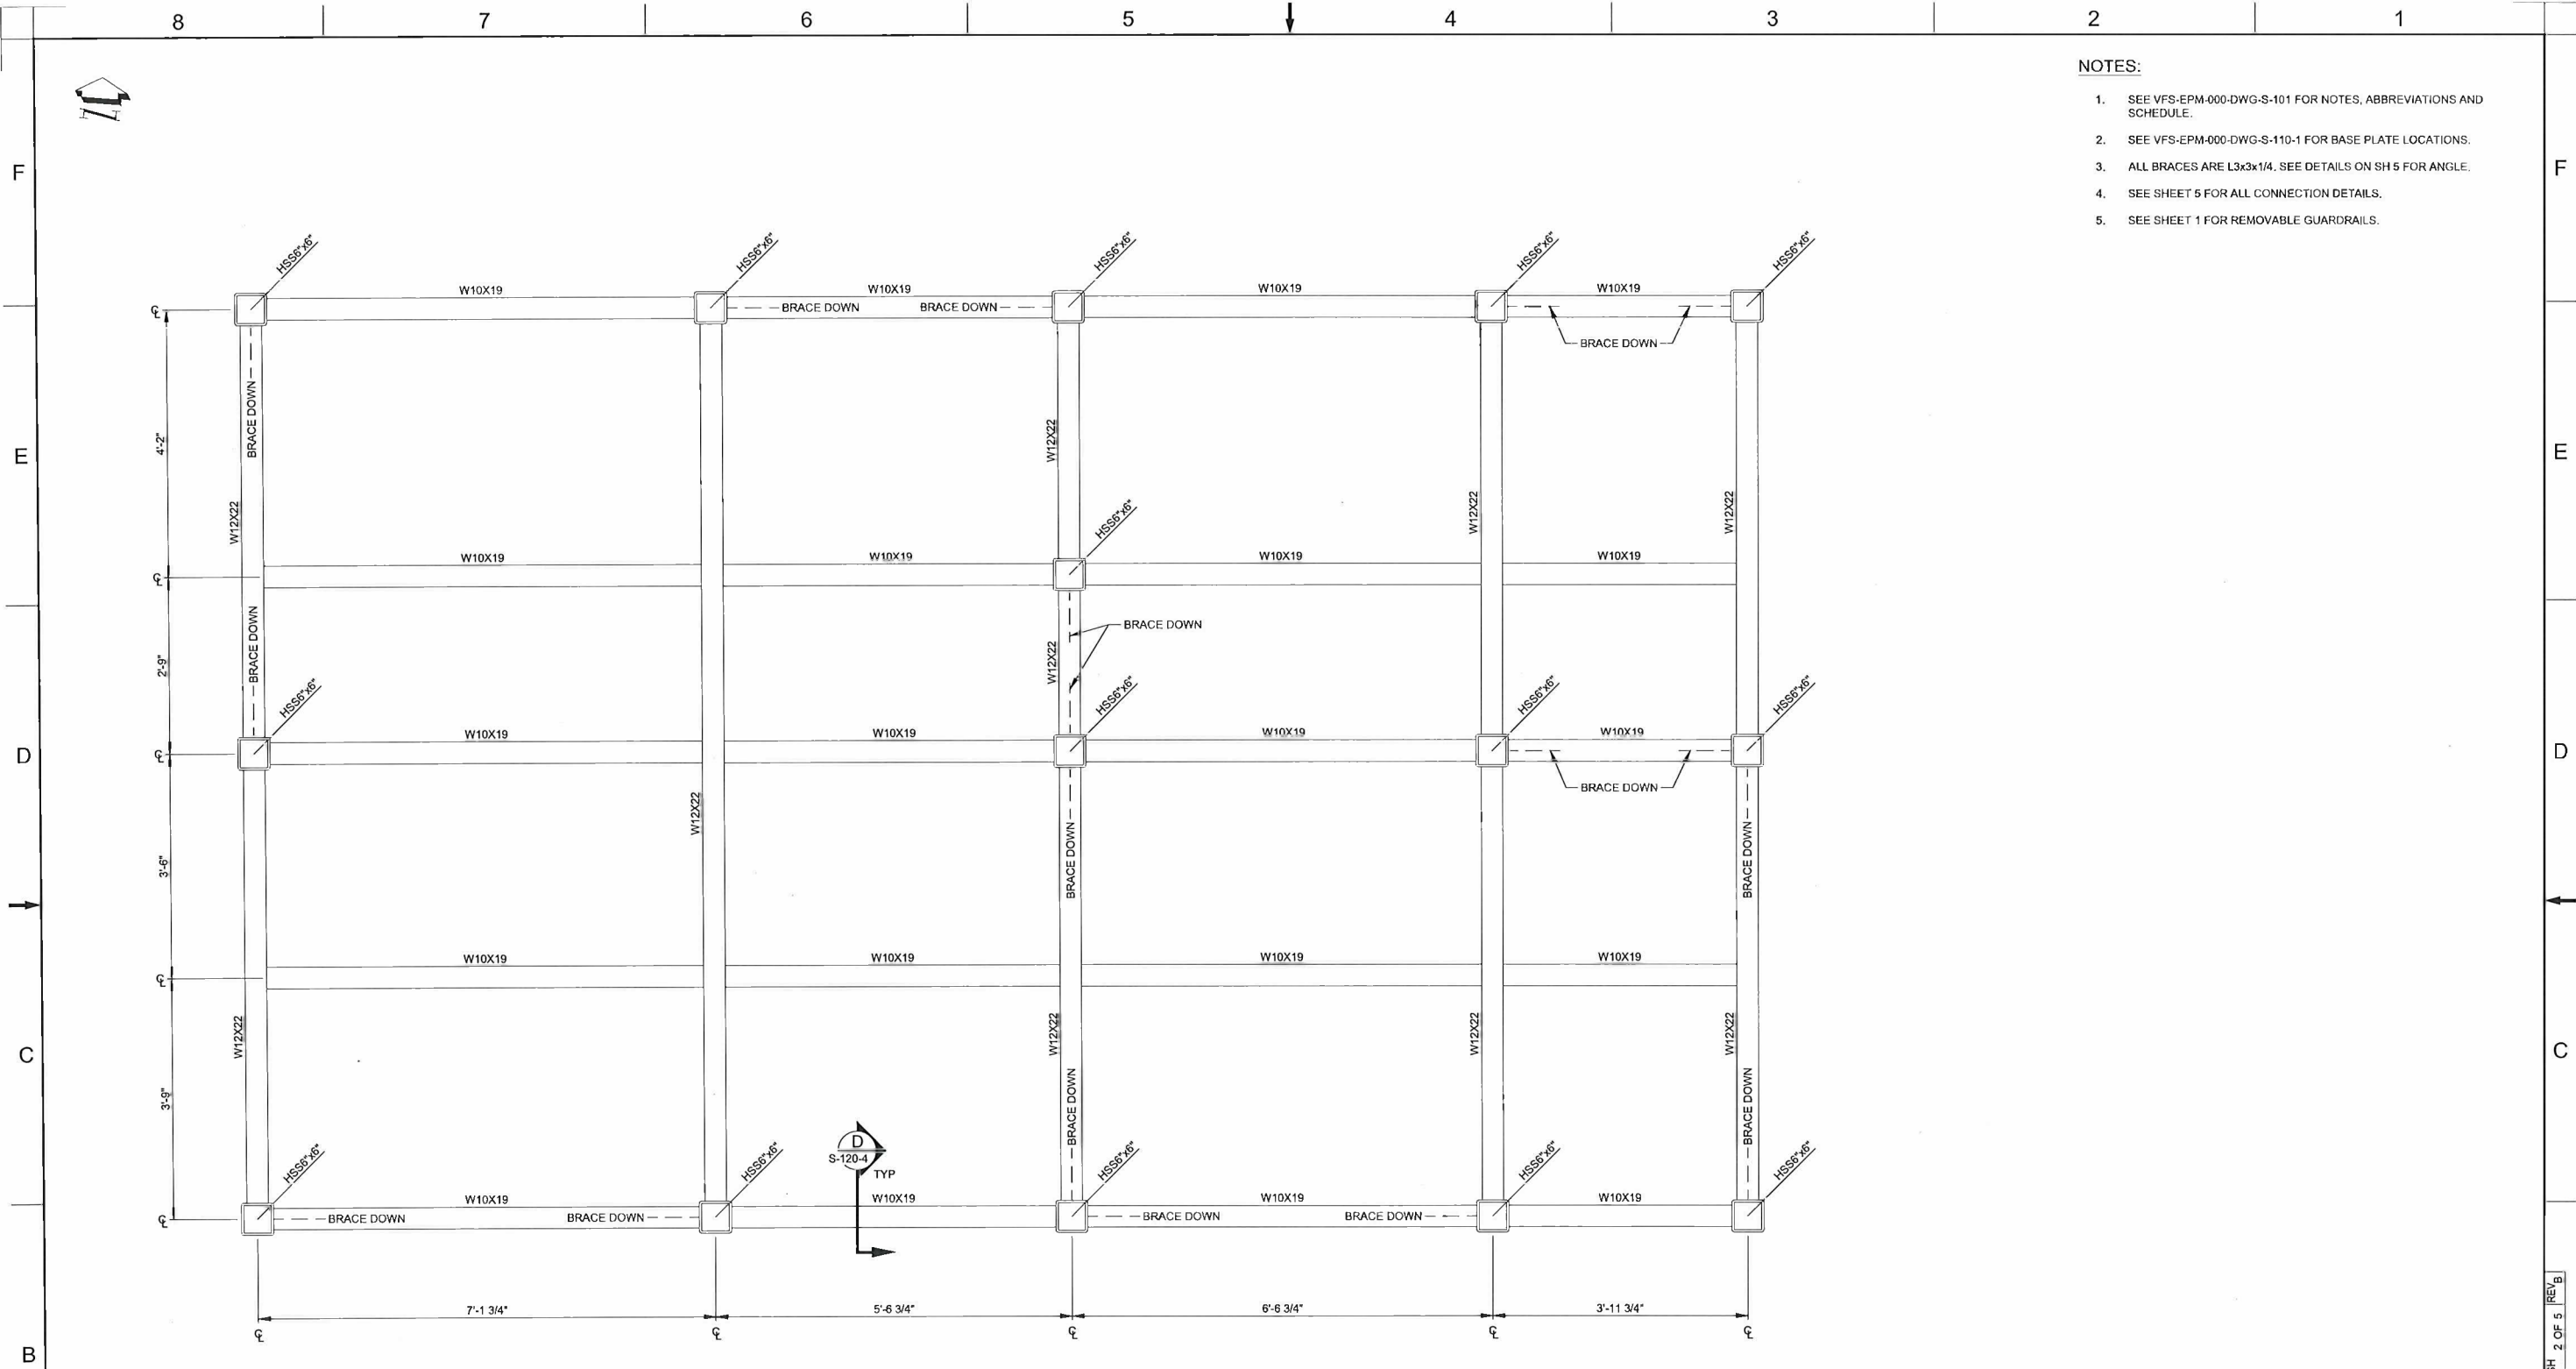 8 7 6 5 4 3 2 1
N
NOTES:
1. SEE VFS-EPM-000-DWG-S-101 FOR NOTES, ABBREVIATIONS AND
SCHEDULE.
2. SEE VFS-EPM-000-DWG-S-110-1 FOR BASE PLATE LOCATIONS.
3. ALL BRACES ARE L3x3x1/4. SEE DETAILS ON SH 5 FOR ANGLE.
4. SEE SHEET 5 FOR ALL CONNECTION DETAILS.
5. SEE SHEET 1 FOR REMOVABLE GUARDRAILS.
F F
HSS6"x6" HSS6"x6" HSS6"x6" HSS6"x6" HSS6"x6"
W10X19 W10X19 W10X19 W10X19
℄ BRACE DOWN BRACE DOWN
BRACE DOWN
BRACE DOWN
4'-2"
W12X22
E E
W12X22 W12X22 W12X22
HSS6"x6"
W10X19 W10X19 W10X19 W10X19
℄
BRACE DOWN
BRACE DOWN
2'-9"
W12X22
HSS6"x6" HSS6"x6" HSS6"x6" HSS6"x6"
W10X19 W10X19 W10X19 W10X19
D ℄ D
BRACE DOWN
W12X22
3'-6"
BRACE DOWN BRACE DOWN
W10X19 W10X19 W10X19 W10X19
℄
W12X22 W12X22 W12X22 W12X22
C C
3'-9"
BRACE DOWN BRACE DOWN
D
S-120-4
TYP
HSS6"x6" HSS6"x6" HSS6"x6" HSS6"x6" HSS6"x6"
W10X19 W10X19 W10X19 W10X19
℄ BRACE DOWN BRACE DOWN BRACE DOWN BRACE DOWN
7'-1 3/4" 5'-6 3/4" 6'-6 3/4" 3'-11 3/4"
℄ ℄ ℄ ℄ ℄
B
SH 2 OF 5 REV B